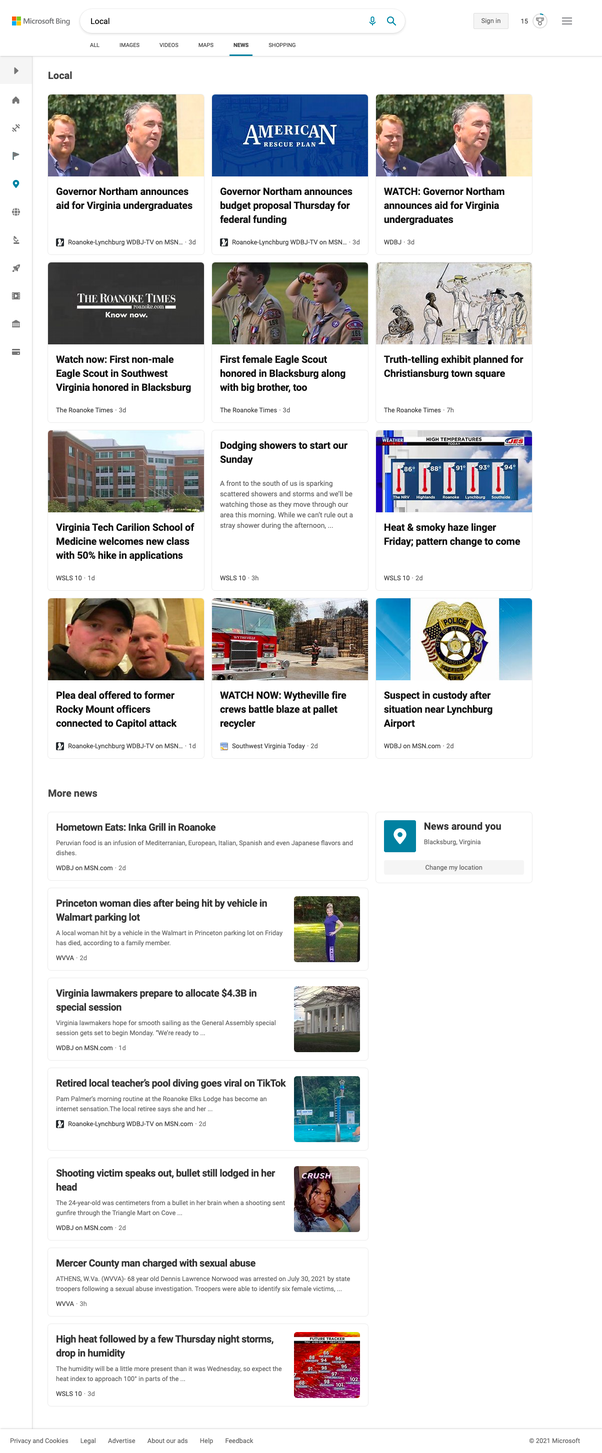 Microsoft Bing
Local
Sign in
15
ALL
IMAGES
VIDEOS
MAPS
NEWS
SHOPPING
Local
Governor Northam announces
aid for Virginia undergraduates
Roanoke-Lynchburg WDBJ-TV on MSN... · 3d
AMERICAN
RESCUE PLAN
Governor Northam announces
budget proposal Thursday for
federal funding
Roanoke-Lynchburg WDBJ-TV on MSN... · 3d
WATCH: Governor Northam
announces aid for Virginia
undergraduates
WDBJ · 3d
THE ROANOKE TIMES
roanoke.com
Know now.
Watch now: First non-male
Eagle Scout in Southwest
Virginia honored in Blacksburg
The Roanoke Times · 3d
First female Eagle Scout
honored in Blacksburg along
with big brother, too
The Roanoke Times · 3d
Truth-telling exhibit planned for
Christiansburg town square
The Roanoke Times · 7h
Virginia Tech Carilion School of
Medicine welcomes new class
with 50% hike in applications
WSLS 10 · 1d
Dodging showers to start our
Sunday
A front to the south of us is sparking
scattered showers and storms and we'll be
watching those as they move through our
area this morning. While we can't rule out a
stray shower during the afternoon, ...
WSLS 10 · 3h
WEATHER
HIGH TEMPERATURES
TODAY
86°
88°
91°
93°
94°
The NRV
Highlands
Roanoke
Lynchburg
Southside
Heat & smoky haze linger
Friday; pattern change to come
WSLS 10 · 2d
Plea deal offered to former
Rocky Mount officers
connected to Capitol attack
Roanoke-Lynchburg WDBJ-TV on MSN... · 1d
WYTHEVILLE
WATCH NOW: Wytheville fire
crews battle blaze at pallet
recycler
Southwest Virginia Today · 2d
POLICE
Suspect in custody after
situation near Lynchburg
Airport
WDBJ on MSN.com · 2d
More news
Hometown Eats: Inka Grill in Roanoke
Peruvian food is an infusion of Mediterranian, European, Italian, Spanish and even Japanese flavors and
dishes.
WDBJ on MSN.com · 2d
News around you
Blacksburg, Virginia
Change my location
Princeton woman dies after being hit by vehicle in
Walmart parking lot
A local woman hit by a vehicle in the Walmart in Princeton parking lot on Friday
has died, according to a family member.
WVVA · 2d
Virginia lawmakers prepare to allocate $4.3B in
special session
Virginia lawmakers hope for smooth sailing as the General Assembly special
session gets set to begin Monday. "We're ready to ...
WDBJ on MSN.com · 1d
Retired local teacher's pool diving goes viral on TikTok
Pam Palmer's morning routine at the Roanoke Elks Lodge has become an
internet sensation.The local retiree says she and her ...
Roanoke-Lynchburg WDBJ-TV on MSN.com · 2d
Shooting victim speaks out, bullet still lodged in her
head
The 24-year-old was centimeters from a bullet in her brain when a shooting sent
gunfire through the Triangle Mart on Cove ...
WDBJ on MSN.com · 2d
CRUSH
Mercer County man charged with sexual abuse
ATHENS, W.Va. (WVVA)- 68 year old Dennis Lawrence Norwood was arrested on July 30, 2021 by state
troopers following a sexual abuse investigation. Troopers were able to identify six female victims, ...
WVVA · 3h
High heat followed by a few Thursday night storms,
drop in humidity
The humidity will be a little more present than it was Wednesday, so expect the
heat index to approach 100° in parts of the ...
WSLS 10 · 3d
FUTURE TRACKER
Privacy and Cookies
Legal
Advertise
About our ads
Help
Feedback
© 2021 Microsoft